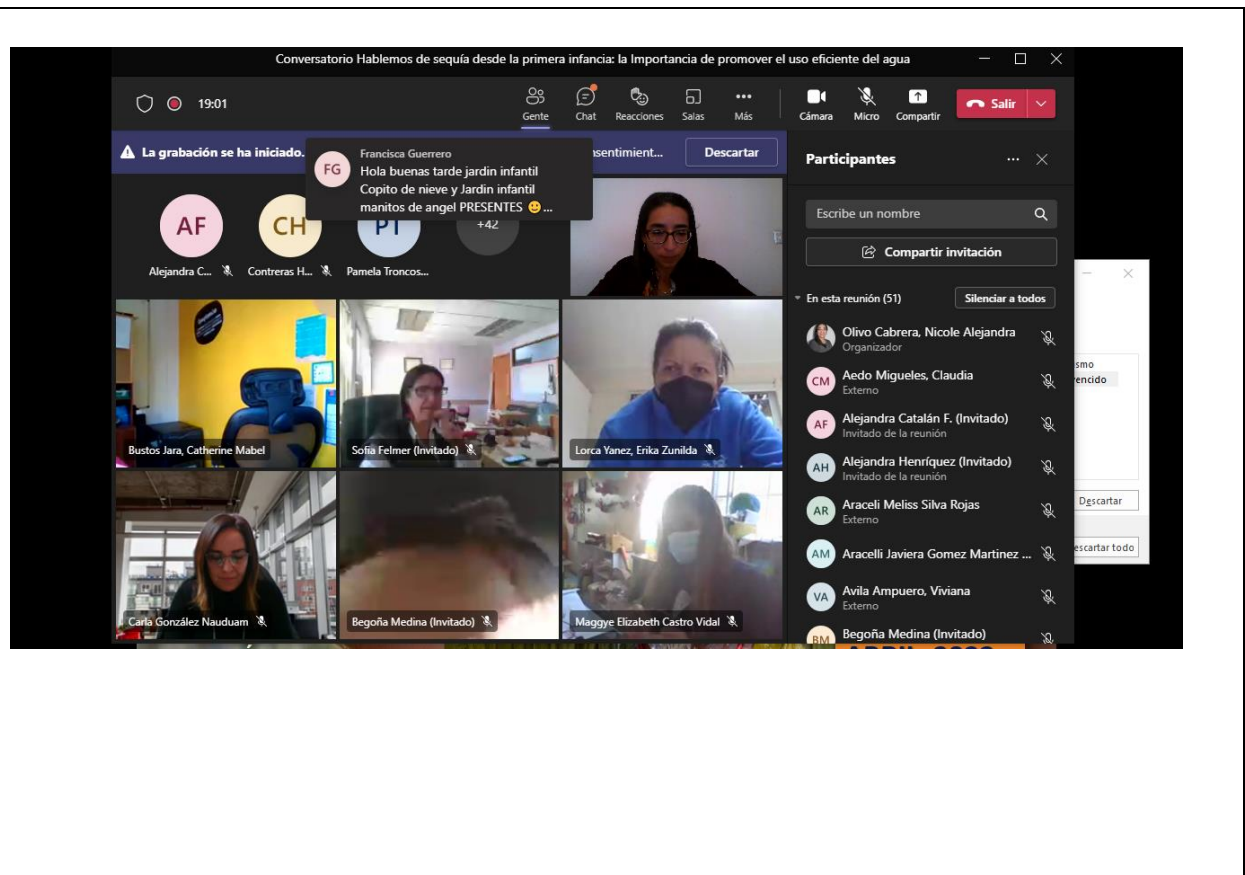 Conversatorio Hablemos de sequía desde la primera infancia: la Importancia de promover el uso eficiente del agua
19:01
Gente
Chat
Reacciones
Salas
Más
Cámara
Micro
Compartir
Salir
La grabación se ha iniciado.
nsentimient...
Descartar
FG
Francisca Guerrero
Hola buenas tarde jardin infantil
Copito de nieve y Jardin infantil
manitos de angel PRESENTES 🙂 ...
AF
CH
PT
+42
Alejandra C...
Contreras H...
Pamela Troncos...
Bustos Jara, Catherine Mabel
Sofía Felmer (Invitado)
Lorca Yanez, Erika Zunilda
Carla González Nauduam
Begoña Medina (Invitado)
Maggye Elizabeth Castro Vidal
Participantes
Escribe un nombre
Compartir invitación
En esta reunión (51)
Silenciar a todos
Olivo Cabrera, Nicole Alejandra
Organizador
CM
Aedo Migueles, Claudia
Externo
AF
Alejandra Catalán F. (Invitado)
Invitado de la reunión
AH
Alejandra Henríquez (Invitado)
Invitado de la reunión
AR
Araceli Meliss Silva Rojas
Externo
AM
Aracelli Javiera Gomez Martinez ...
VA
Avila Ampuero, Viviana
Externo
BM
Begoña Medina (Invitado)
smo
encido
Descartar
escartar todo